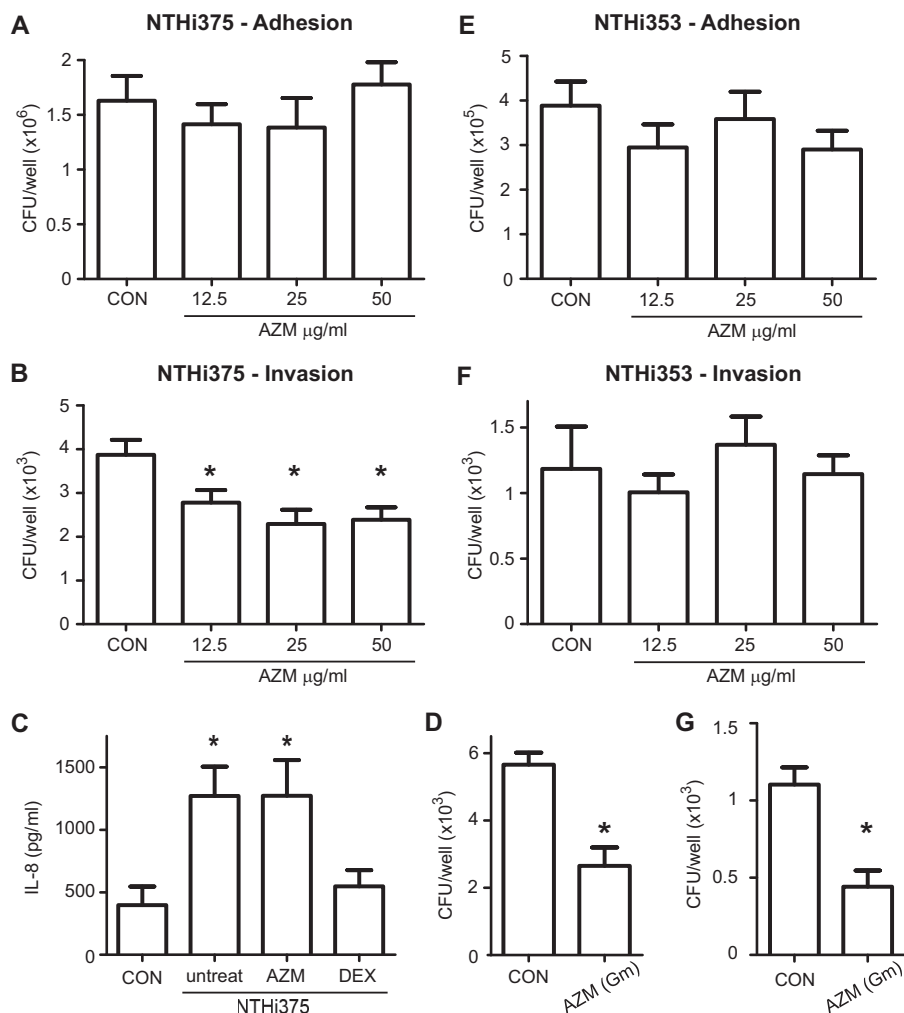 A
NTHi375 - Adhesion
CFU/well (x10⁶)
2
1.5
1
0.5
0
CON
12.5
25
50
AZM µg/ml
E
NTHi353 - Adhesion
CFU/well (x10⁵)
5
4
3
2
1
0
CON
12.5
25
50
AZM µg/ml
B
NTHi375 - Invasion
CFU/well (x10³)
5
4
3
2
1
0
* * *
CON
12.5
25
50
AZM µg/ml
F
NTHi353 - Invasion
CFU/well (x10³)
1.5
1
0.5
0
CON
12.5
25
50
AZM µg/ml
C
IL-8 (pg/ml)
1500
1000
500
0
* *
CON
untreat
AZM
DEX
NTHi375
D
CFU/well (x10³)
6
4
2
0
*
CON
AZM (Gm)
G
CFU/well (x10³)
1.5
1
0.5
0
*
CON
AZM (Gm)